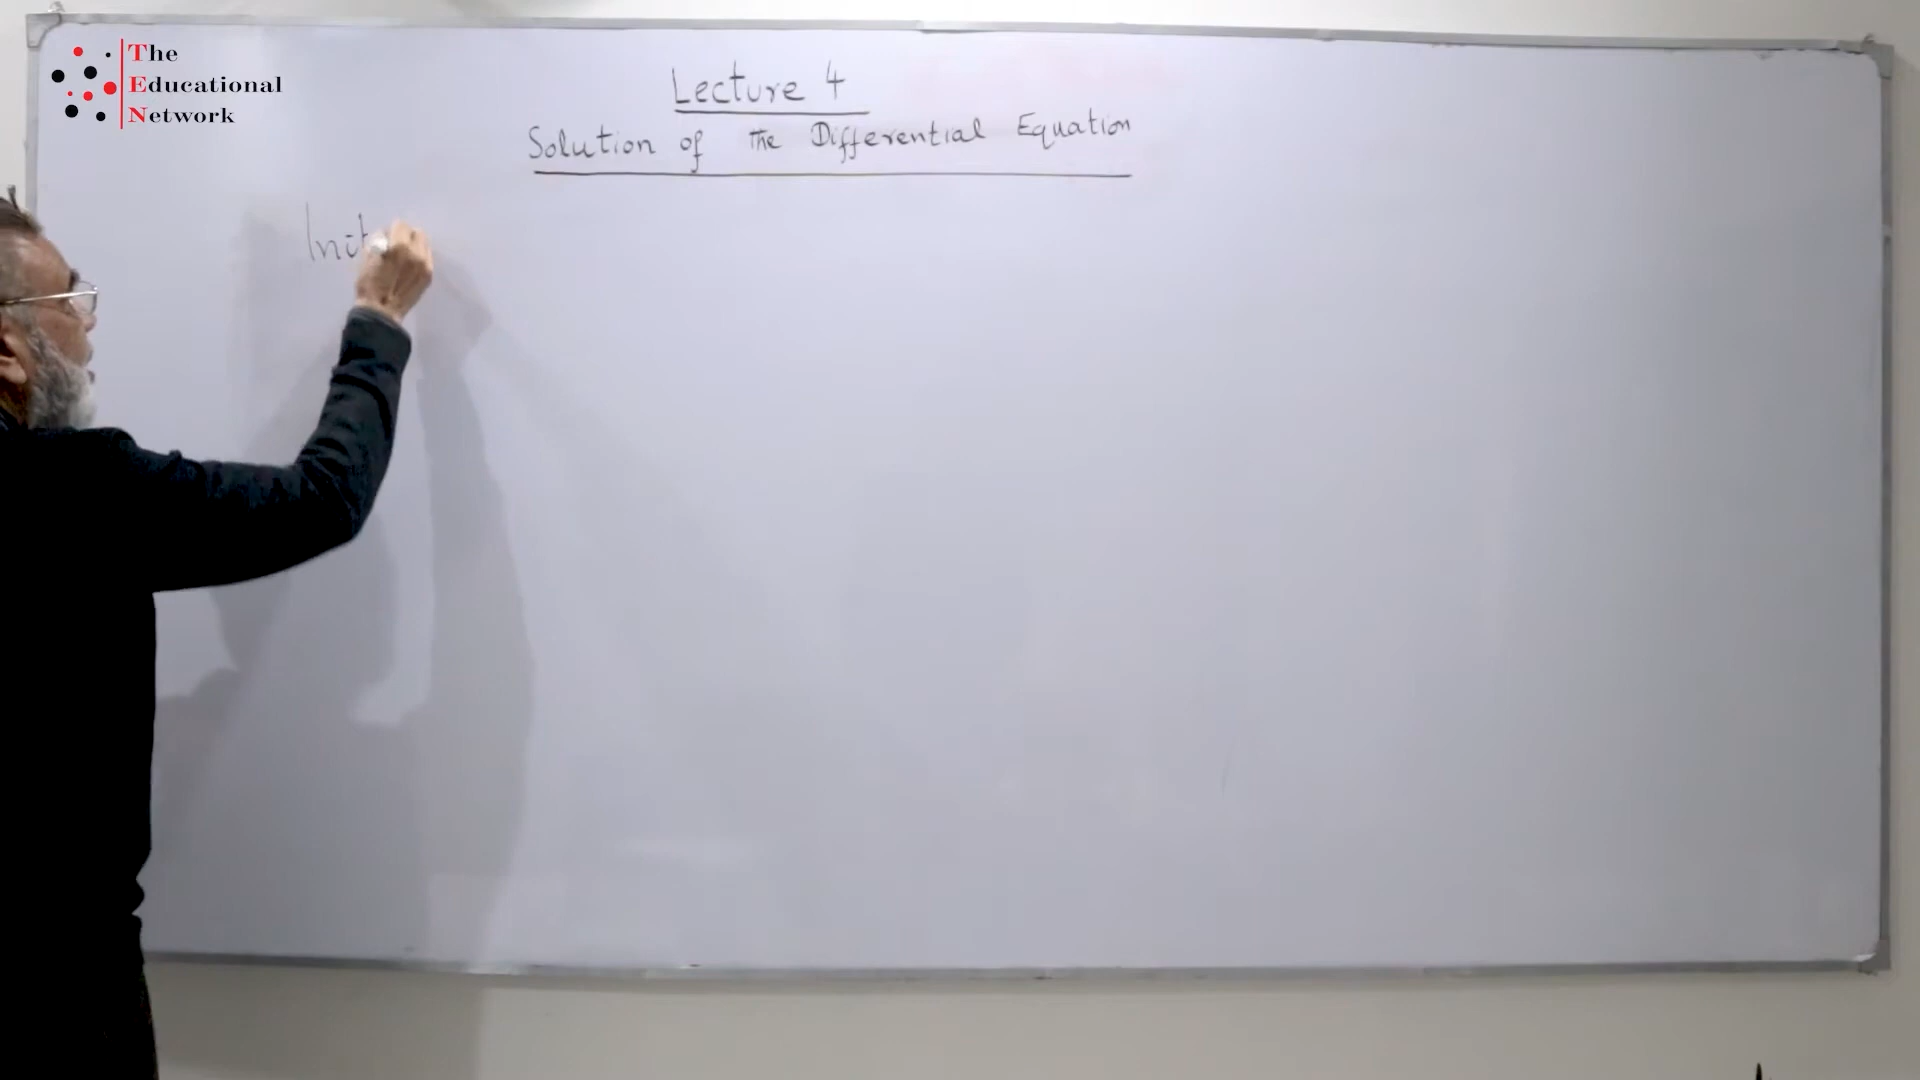 The
Educational
Network
Lecture 4
Solution of the Differential Equation
Init